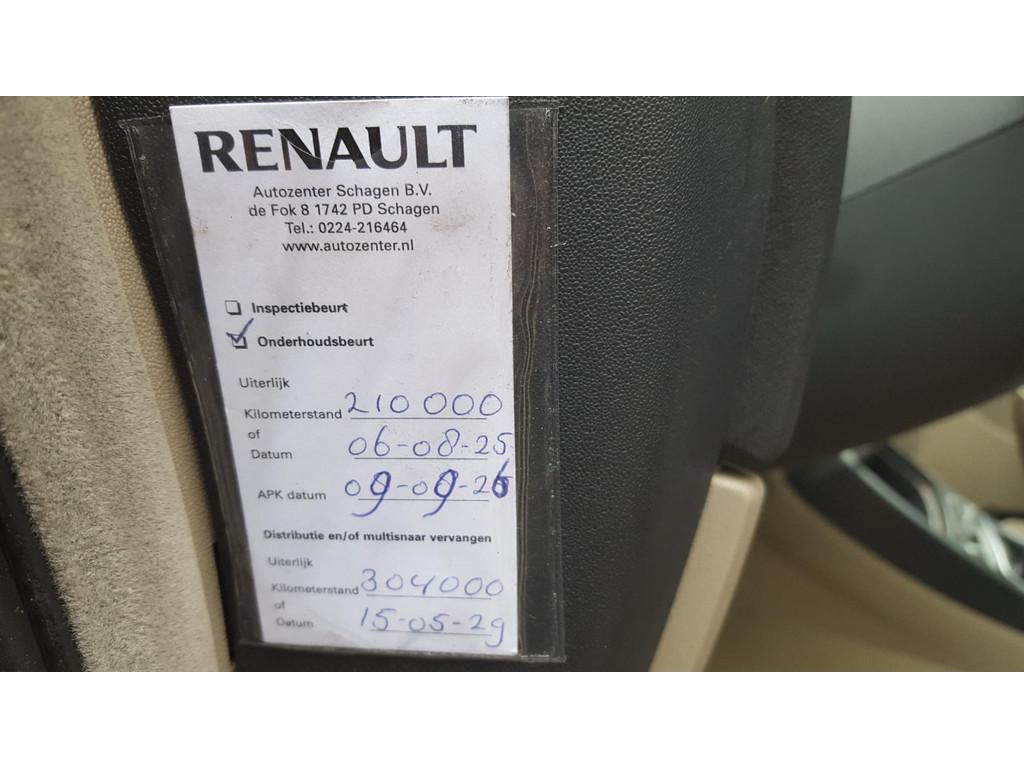 RENAULT
Autozenter Schagen B.V.
de Fok 8 1742 PD Schagen
Tel.: 0224-216464
www.autozenter.nl
Inspectiebeurt
Onderhoudsbeurt
Uiterlijk
Kilometerstand 210 000
of
Datum 06-08-25
APK datum 09-09-26
Distributie en/of multisnaar vervangen
Uiterlijk
Kilometerstand 304000
of
Datum 15-05-29